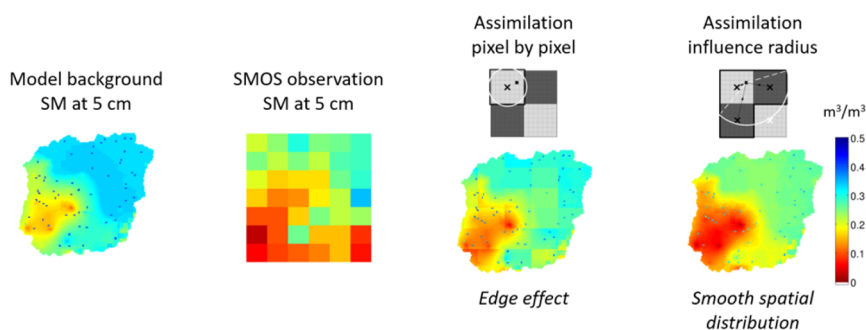 Model background
SM at 5 cm
SMOS observation
SM at 5 cm
Assimilation
pixel by pixel
Assimilation
influence radius
m³/m³
0.5
0.4
0.3
0.2
0.1
0
Edge effect
Smooth spatial
distribution